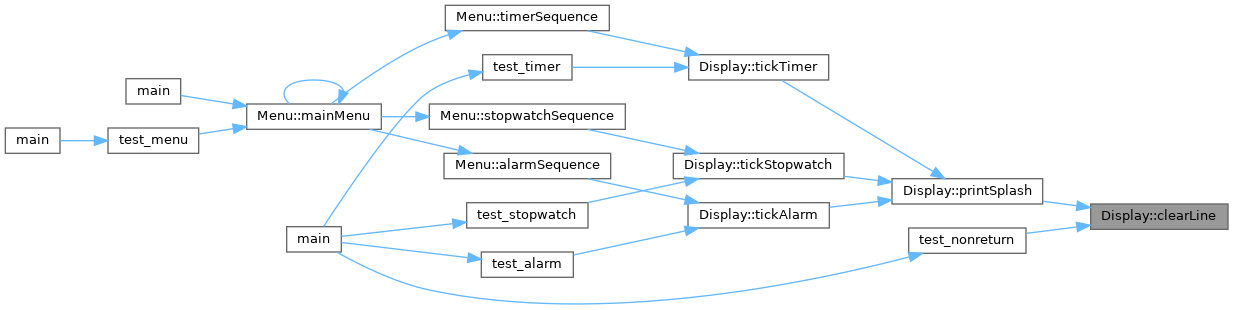 Menu::timerSequence
test_timer
Display::tickTimer
main
Menu::mainMenu
Menu::stopwatchSequence
main
test_menu
Menu::alarmSequence
Display::tickStopwatch
Display::printSplash
test_stopwatch
Display::tickAlarm
Display::clearLine
main
test_nonreturn
test_alarm